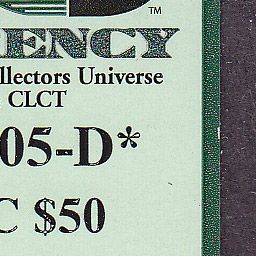 ™
ENCY
llectors Universe
CLCT
05-D*
C $50